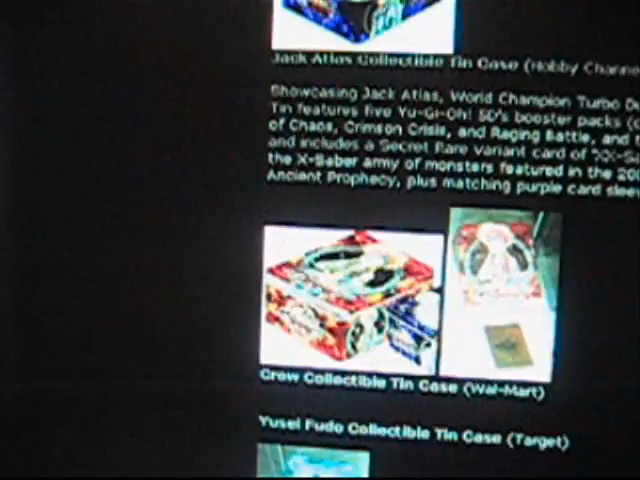 Jack Atlas Collectible Tin Case (Hobby Channe
Showcasing Jack Atlas, World Champion Turbo Du
Tin features five Yu-Gi-Oh! 5D's booster packs (
of Chaos, Crimson Crisis, and Raging Battle, and
and includes a Secret Rare variant card of "XX-Sa
the X-Saber army of monsters featured in the 200
Ancient Prophecy, plus matching purple card slee
Crow Collectible Tin Case (Wal-Mart)
Yusei Fudo Collectible Tin Case (Target)